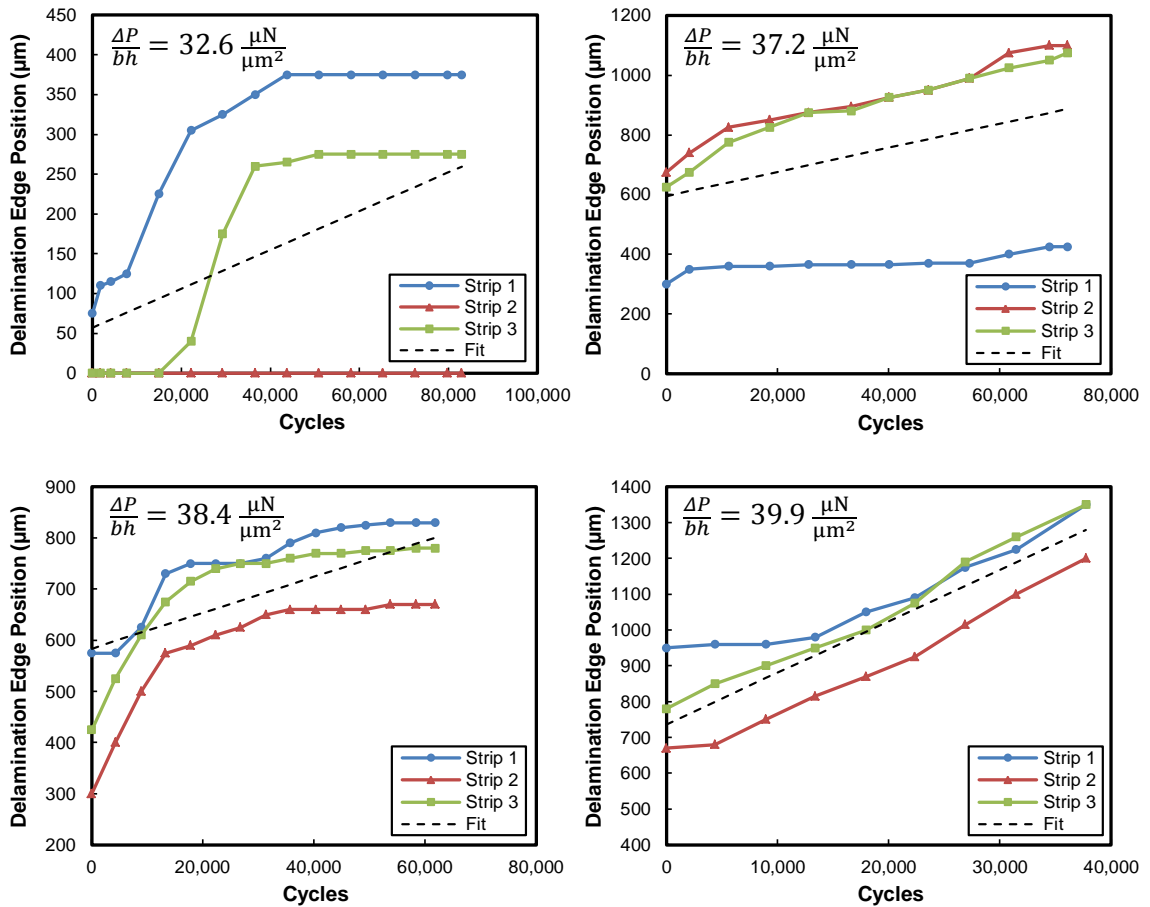 ΔP/bh = 32.6 μN/μm²
Delamination Edge Position (μm)
450
400
350
300
250
200
150
100
50
0
Strip 1
Strip 2
Strip 3
Fit
0 20,000 40,000 60,000 80,000 100,000
Cycles
ΔP/bh = 37.2 μN/μm²
Delamination Edge Position (μm)
1200
1000
800
600
400
200
0
Strip 1
Strip 2
Strip 3
Fit
0 20,000 40,000 60,000 80,000
Cycles
ΔP/bh = 38.4 μN/μm²
Delamination Edge Position (μm)
900
800
700
600
500
400
300
200
Strip 1
Strip 2
Strip 3
Fit
0 20,000 40,000 60,000 80,000
Cycles
ΔP/bh = 39.9 μN/μm²
Delamination Edge Position (μm)
1400
1300
1200
1100
1000
900
800
700
600
500
400
Strip 1
Strip 2
Strip 3
Fit
0 10,000 20,000 30,000 40,000
Cycles